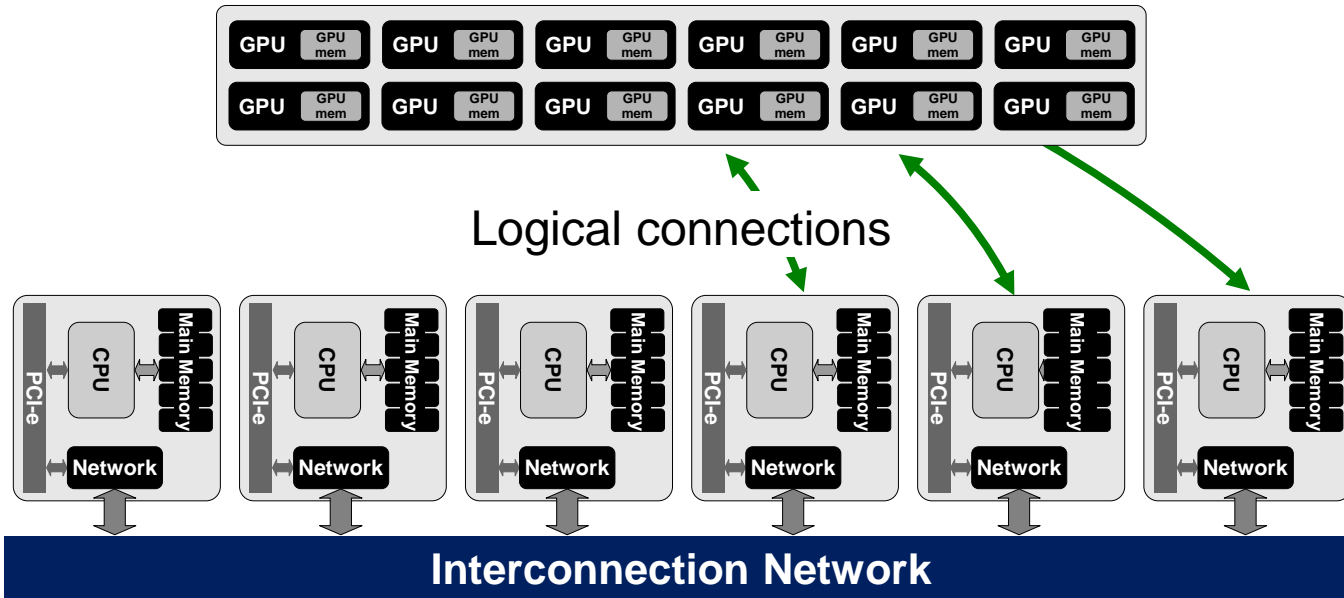 GPU GPU mem GPU GPU mem GPU GPU mem GPU GPU mem GPU GPU mem GPU GPU mem
GPU GPU mem GPU GPU mem GPU GPU mem GPU GPU mem GPU GPU mem GPU GPU mem
Logical connections
PCI-e CPU Main Memory Network
PCI-e CPU Main Memory Network
PCI-e CPU Main Memory Network
PCI-e CPU Main Memory Network
PCI-e CPU Main Memory Network
PCI-e CPU Main Memory Network
Interconnection Network